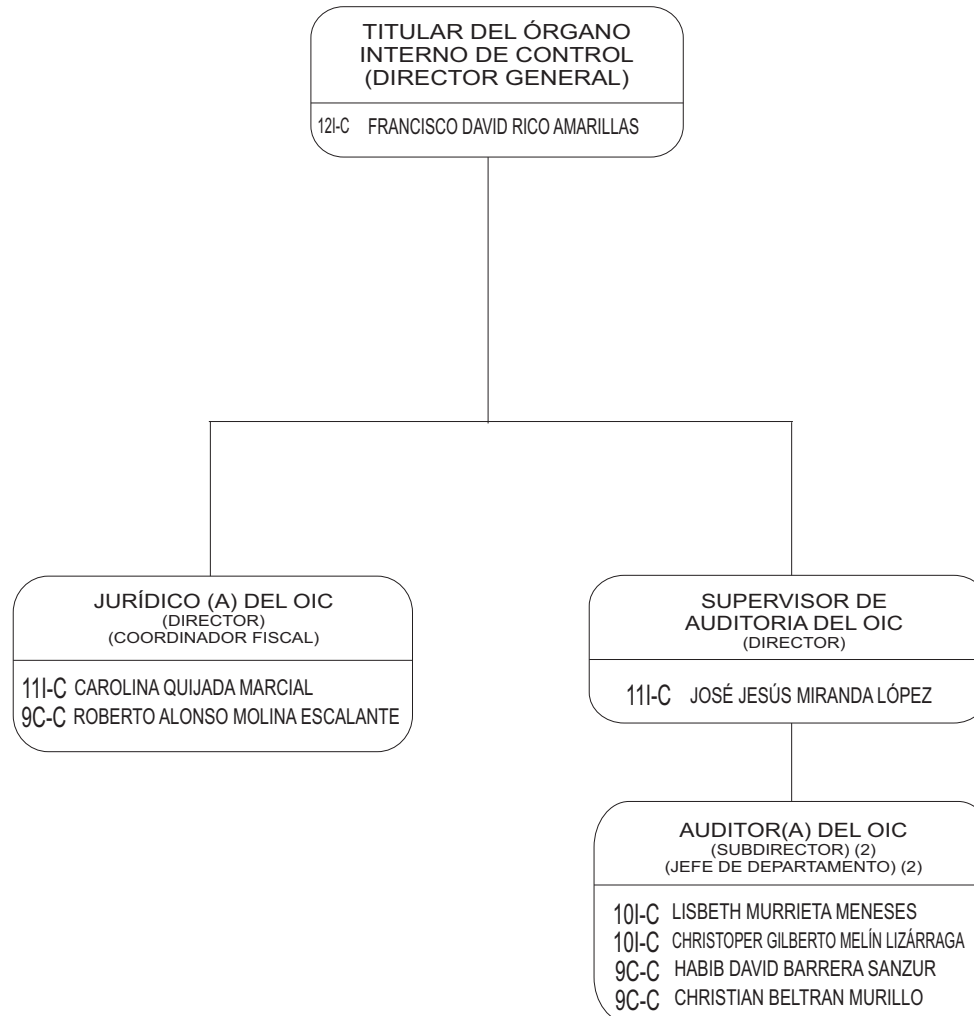 TITULAR DEL ÓRGANO
INTERNO DE CONTROL
(DIRECTOR GENERAL)
12I-C FRANCISCO DAVID RICO AMARILLAS
JURÍDICO (A) DEL OIC
(DIRECTOR)
(COORDINADOR FISCAL)
11I-C CAROLINA QUIJADA MARCIAL
9C-C ROBERTO ALONSO MOLINA ESCALANTE
SUPERVISOR DE
AUDITORIA DEL OIC
(DIRECTOR)
11I-C JOSÉ JESÚS MIRANDA LÓPEZ
AUDITOR(A) DEL OIC
(SUBDIRECTOR) (2)
(JEFE DE DEPARTAMENTO) (2)
10I-C LISBETH MURRIETA MENESES
10I-C CHRISTOPER GILBERTO MELÍN LIZÁRRAGA
9C-C HABIB DAVID BARRERA SANZUR
9C-C CHRISTIAN BELTRAN MURILLO